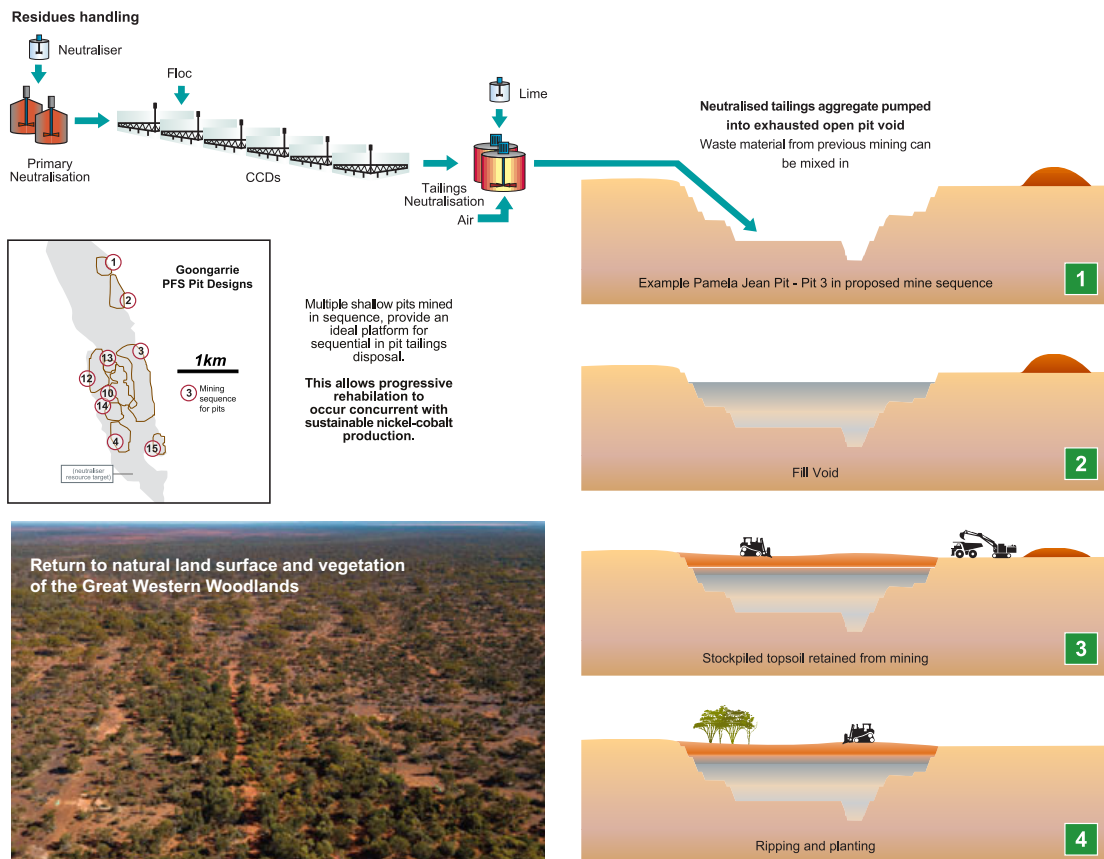 Residues handling
Neutraliser
Floc
Lime
Primary
Neutralisation
CCDs
Tailings
Neutralisation
Air
Neutralised tailings aggregate pumped
into exhausted open pit void
Waste material from previous mining can
be mixed in
Example Pamela Jean Pit - Pit 3 in proposed mine sequence
1
Goongarrie
PFS Pit Designs
1
2
3
13
12
10
14
4
15
1km
3
Mining
sequence
for pits
(neutraliser
resource target)
Multiple shallow pits mined
in sequence, provide an
ideal platform for
sequential in pit tailings
disposal.
This allows progressive
rehabilation to
occur concurrent with
sustainable nickel-cobalt
production.
Fill Void
2
Return to natural land surface and vegetation
of the Great Western Woodlands
Stockpiled topsoil retained from mining
3
Ripping and planting
4